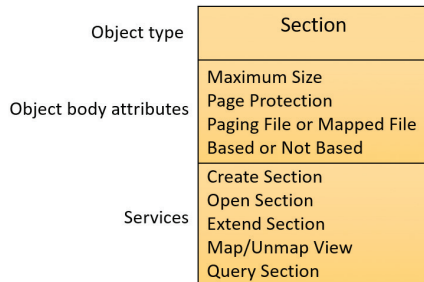 Object type
Section
Object body attributes
Maximum Size
Page Protection
Paging File or Mapped File
Based or Not Based
Services
Create Section
Open Section
Extend Section
Map/Unmap View
Query Section